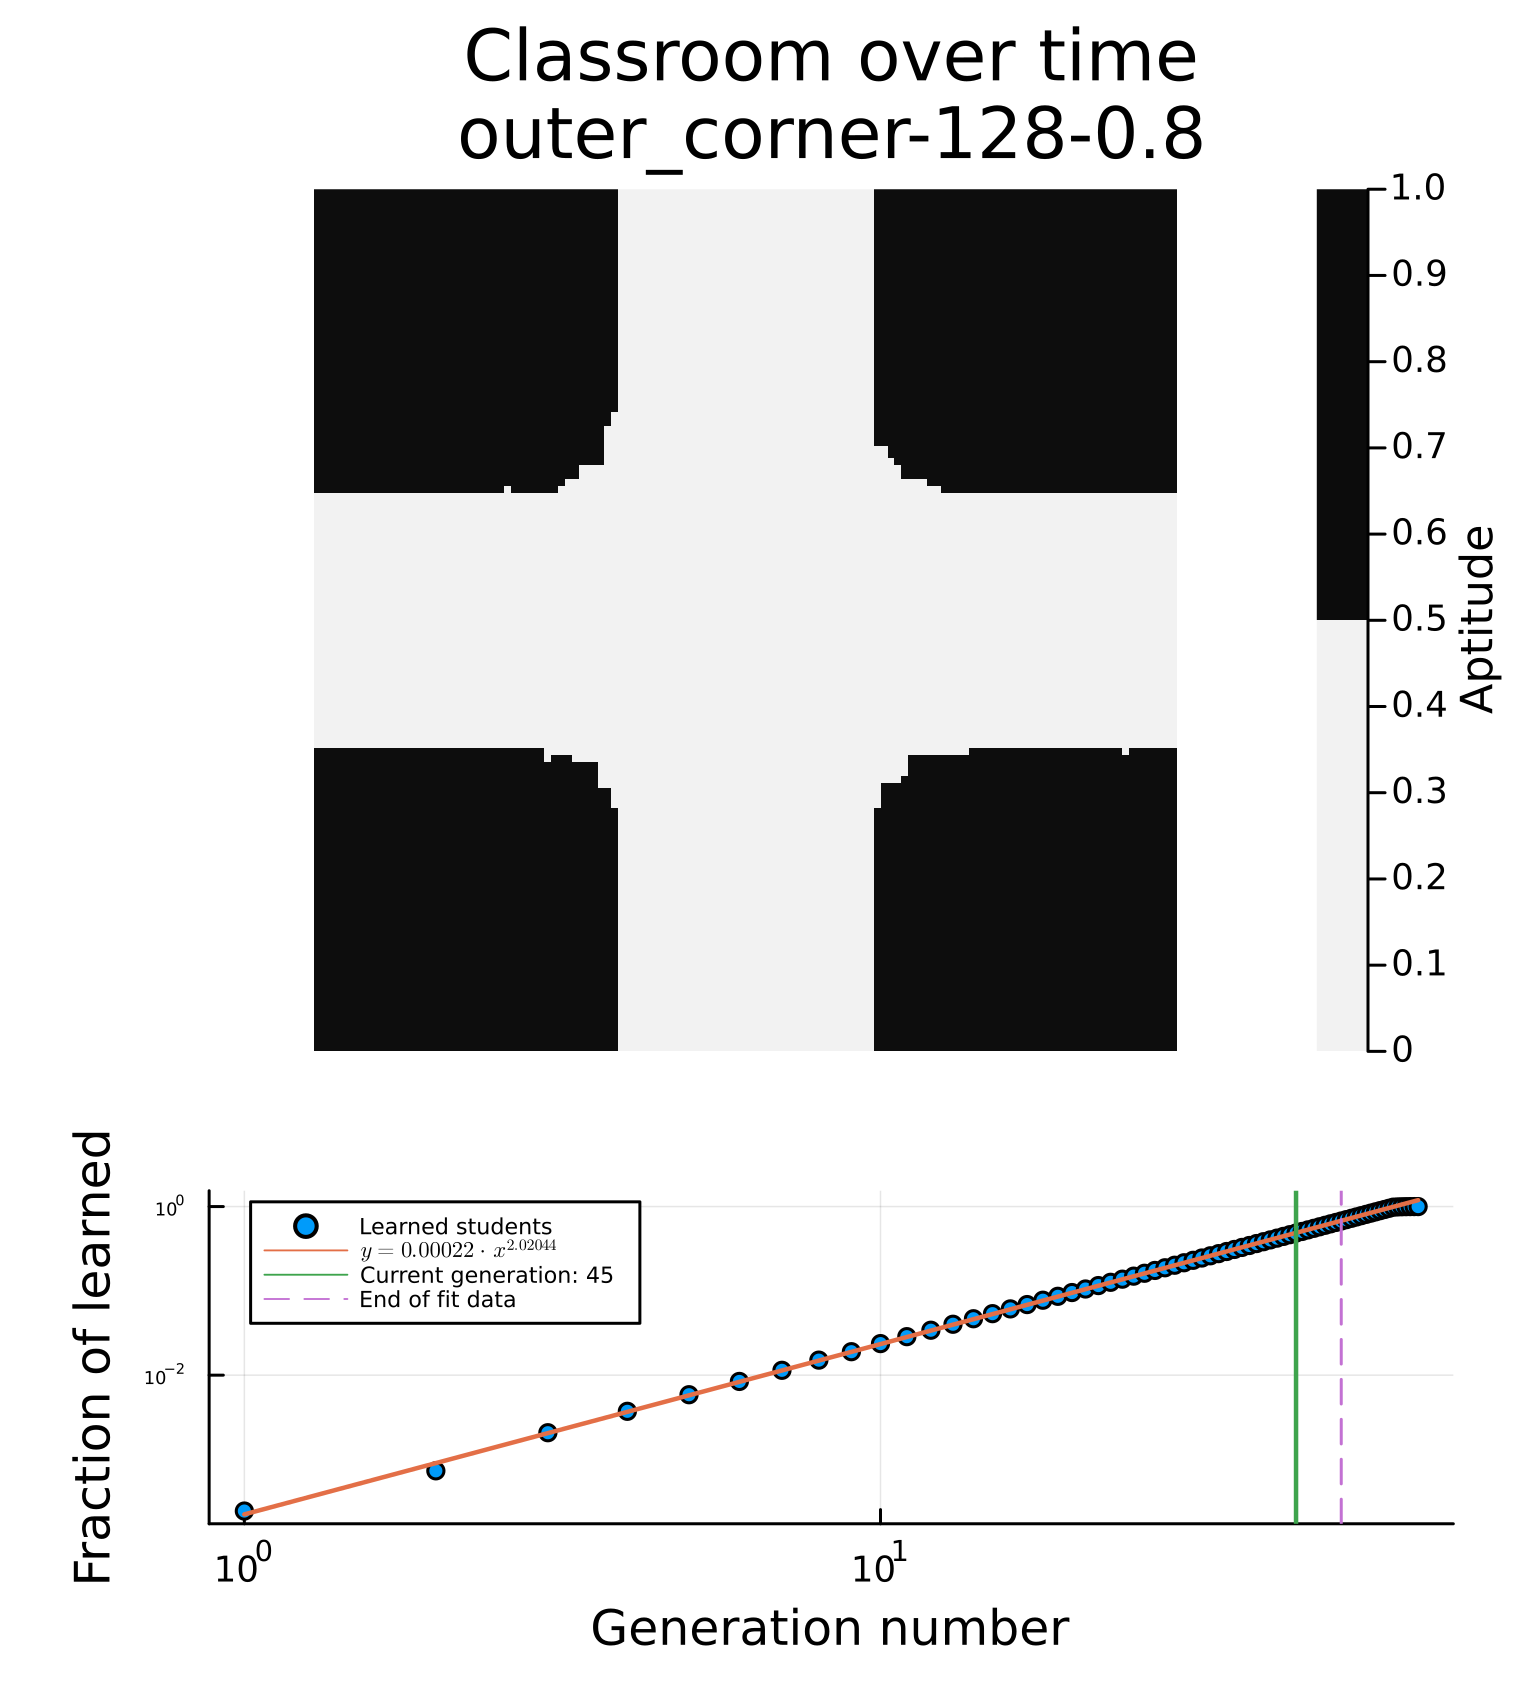 Classroom over time
outer_corner-128-0.8
1.0
0.9
0.8
0.7
0.6
0.5
0.4
0.3
0.2
0.1
0
Aptitude
Fraction of learned
10^0
10^−2
Learned students
y = 0.00022 · x^2.02044
Current generation: 45
End of fit data
10^0
10^1
Generation number